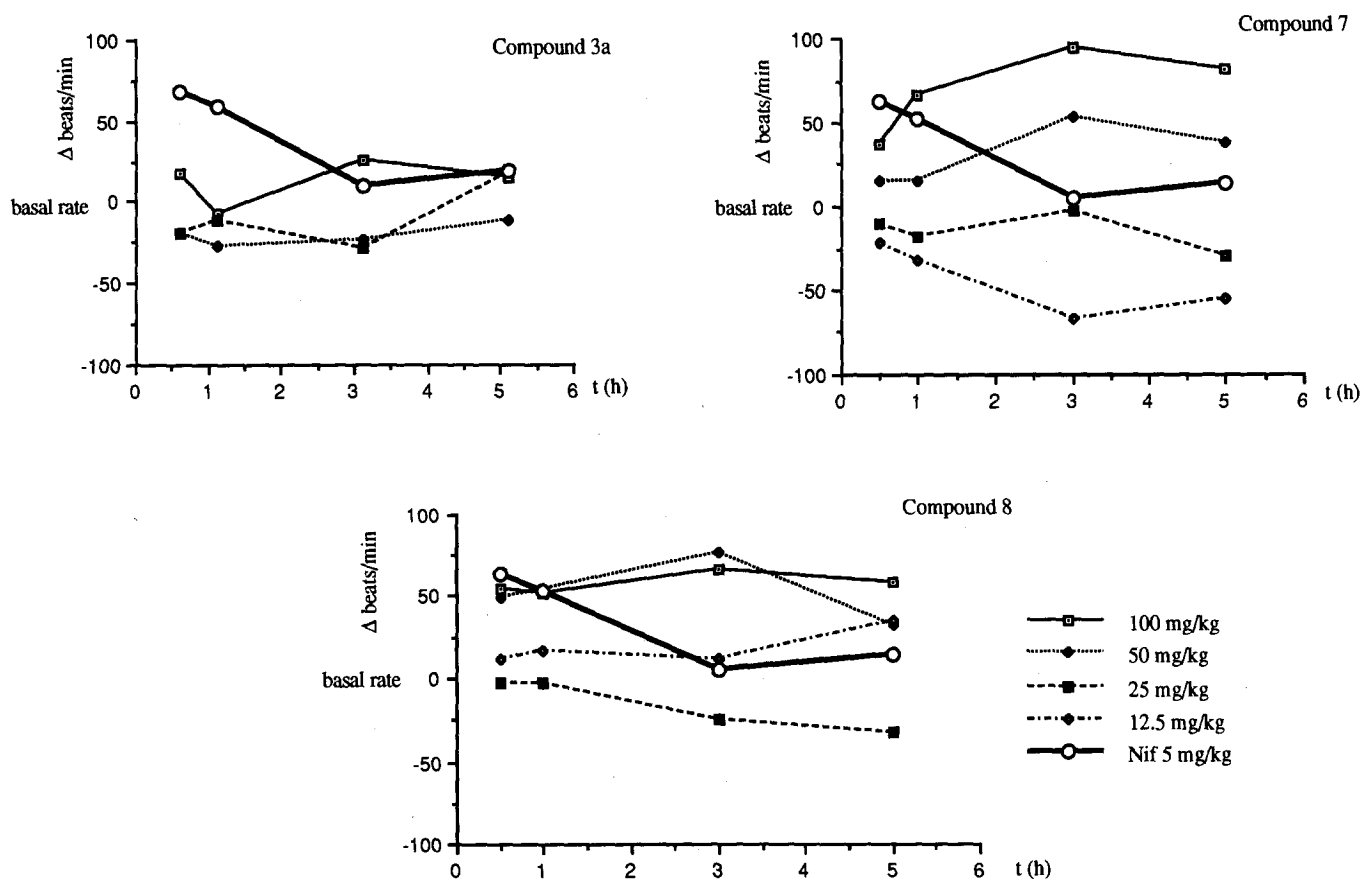 Compound 3a
Δ beats/min
basal rate
100
50
0
-50
-100
0 1 2 3 4 5 6
t (h)
Compound 7
Δ beats/min
basal rate
100
50
0
-50
-100
0 1 2 3 4 5 6
t (h)
Compound 8
Δ beats/min
basal rate
100
50
0
-50
-100
0 1 2 3 4 5 6
t (h)
100 mg/kg
50 mg/kg
25 mg/kg
12.5 mg/kg
Nif 5 mg/kg